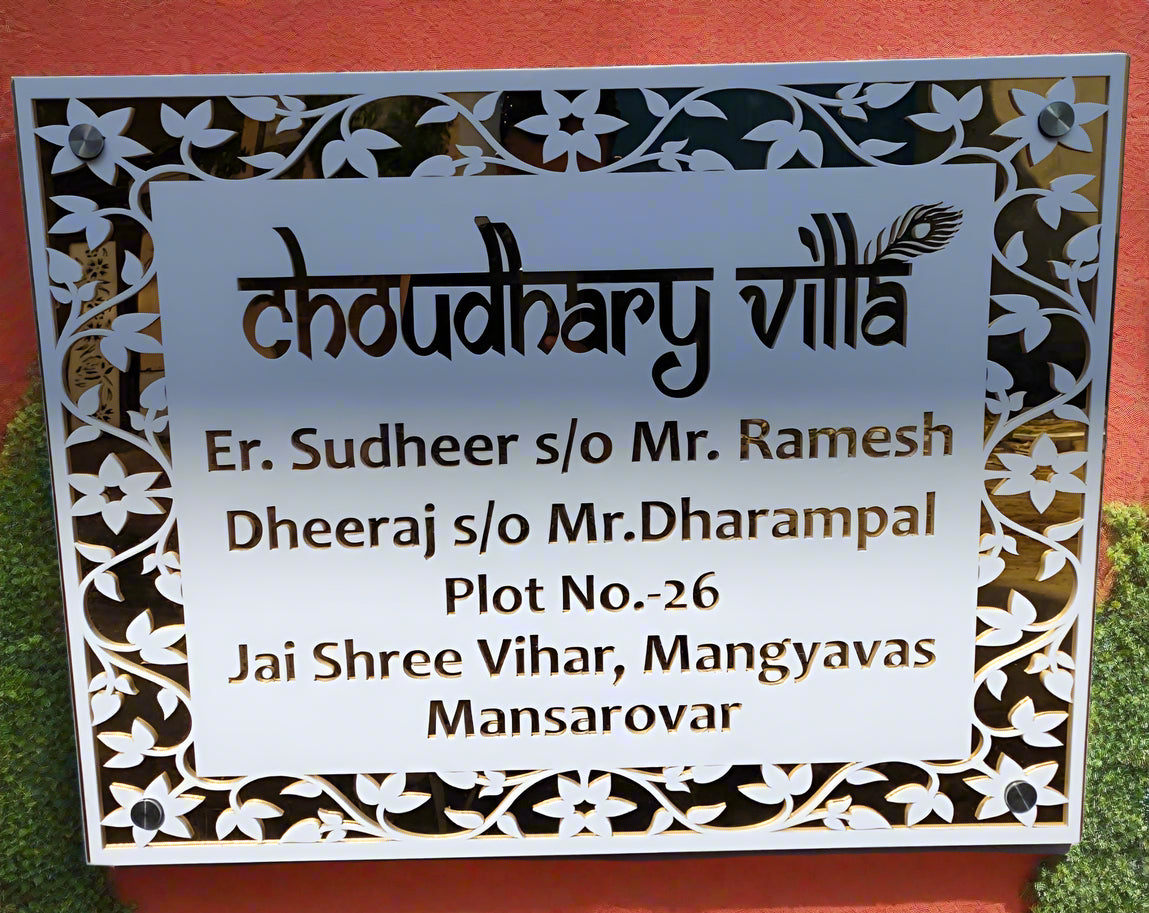 choudhary villa
Er. Sudheer s/o Mr. Ramesh
Dheeraj s/o Mr.Dharampal
Plot No.-26
Jai Shree Vihar, Mangyavas
Mansarovar